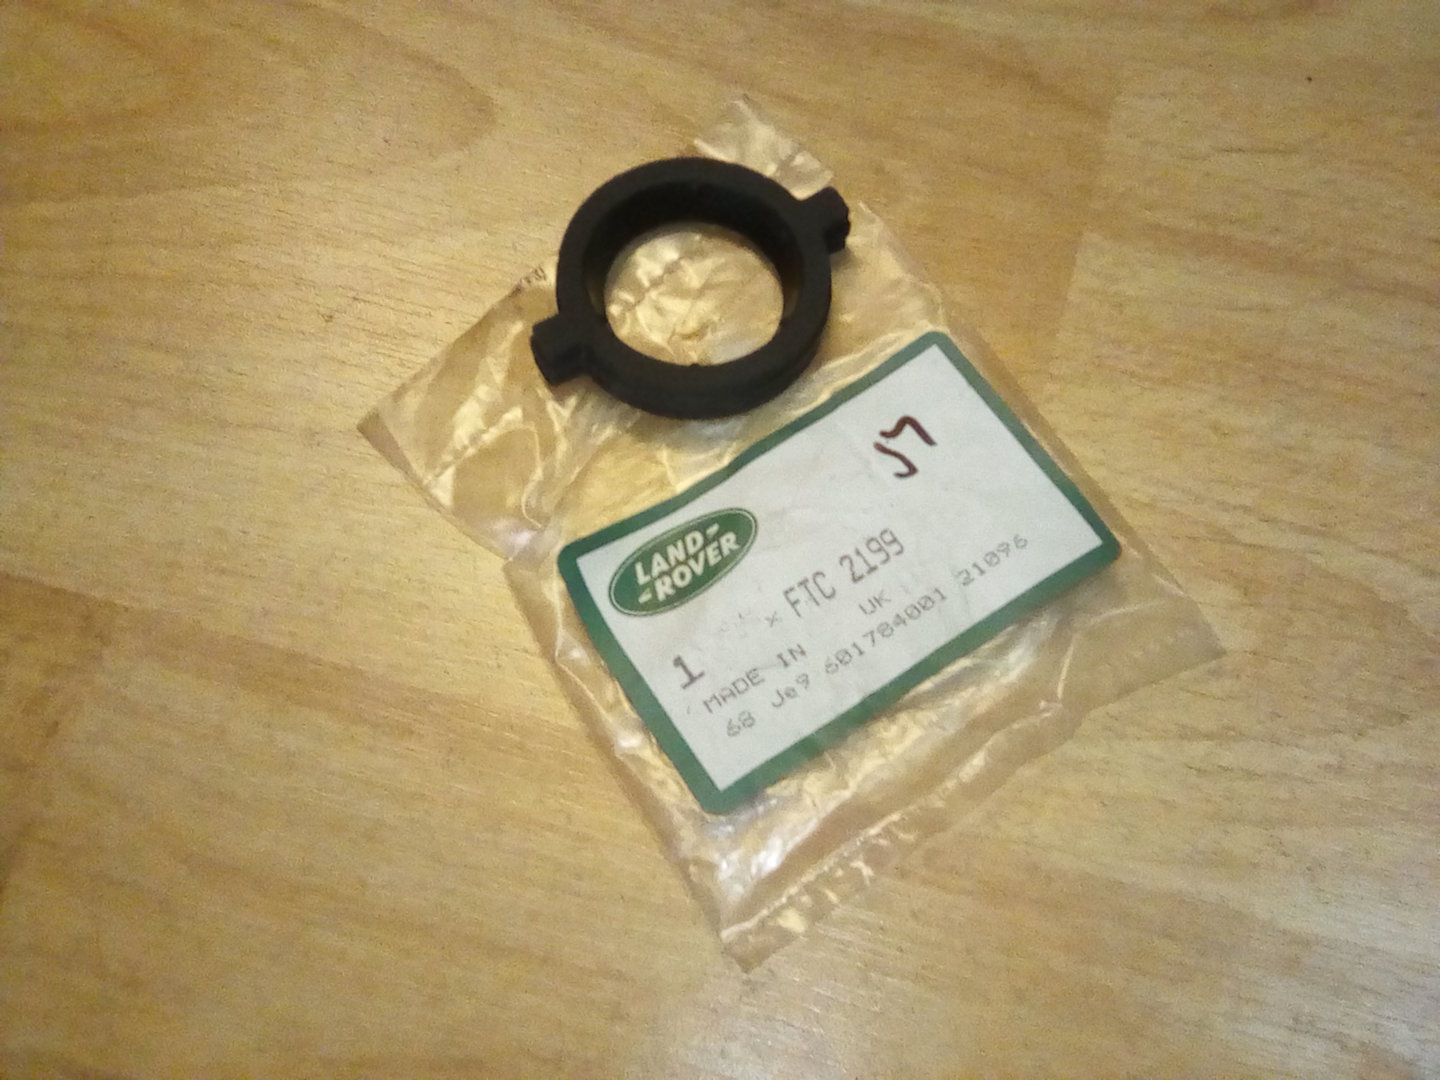 57
LAND-
-ROVER
1 x FTC 2199
MADE IN UK
68 Je9 601784001 21096